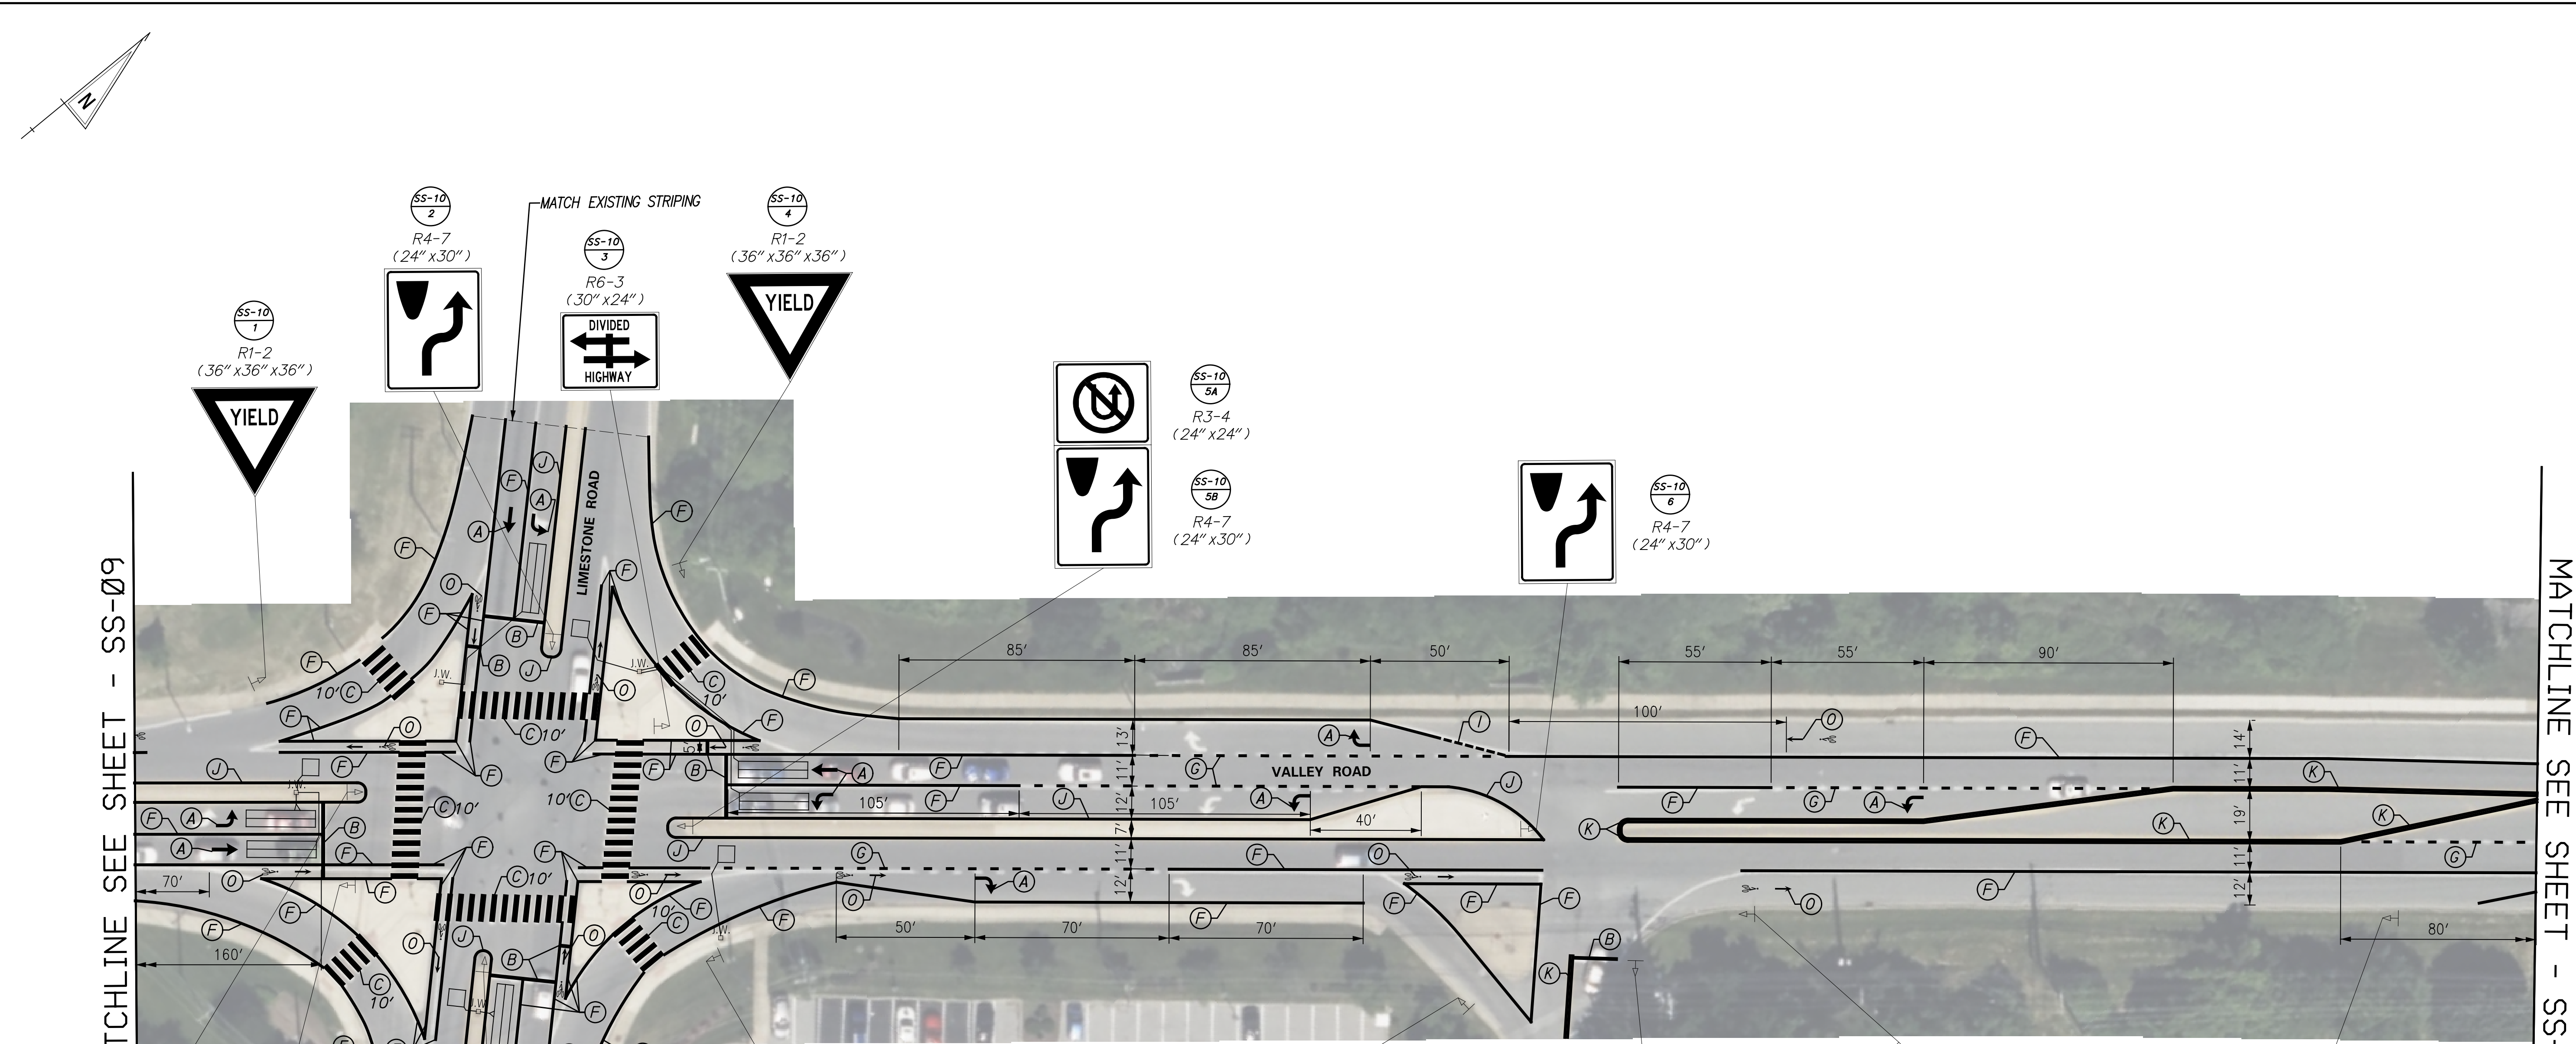 N
MATCH EXISTING STRIPING
SS-10
1
R1-2
(36"x36"x36")
YIELD
SS-10
2
R4-7
(24"x30")
SS-10
3
R6-3
(30"x24")
DIVIDED
HIGHWAY
SS-10
4
R1-2
(36"x36"x36")
YIELD
SS-10
5A
R3-4
(24"x24")
SS-10
5B
R4-7
(24"x30")
SS-10
6
R4-7
(24"x30")
TCHLINE SEE SHEET - SS-09
MATCHLINE SEE SHEET - SS-
LIMESTONE ROAD
VALLEY ROAD
F
J
F
A
A
F
F
O
F
F
B
B
J
O
J.W.
J.W.
F
10'
C
C
10'
F
F
O
C
10'
O
F
F
F
F
F
F
5'
B
A
F
J
J.W.
F
A
A
B
C
10'
10'
C
F
F
F
O
F
F
70'
160'
F
F
C
10'
C
10'
O
F
10'
C
F
J.W.
O
J
B
O
J.W.
F
F
85'
85'
50'
13'
11'
12'
7'
11'
12'
A
I
G
105'
J
105'
A
40'
J
J
G
O
A
F
F
O
50'
70'
70'
F
F
F
55'
55'
90'
100'
O
F
14'
11'
19'
11'
12'
F
G
A
K
K
K
K
G
O
F
B
K
80'